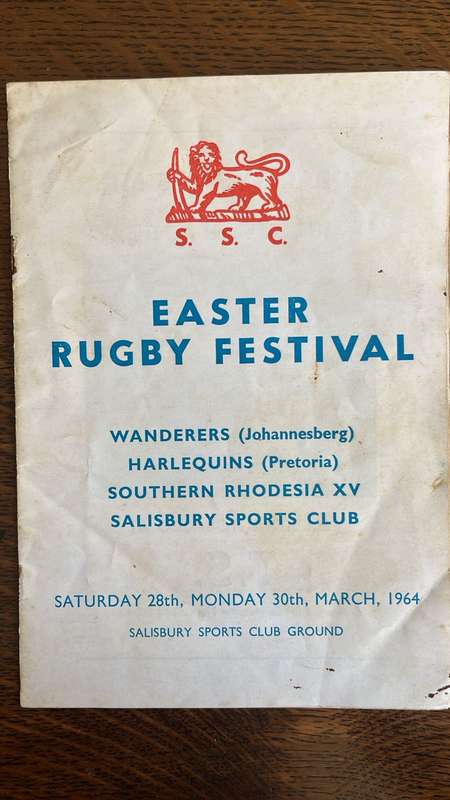 S. S. C.
EASTER
RUGBY FESTIVAL
WANDERERS (Johannesberg)
HARLEQUINS (Pretoria)
SOUTHERN RHODESIA XV
SALISBURY SPORTS CLUB
SATURDAY 28th, MONDAY 30th, MARCH, 1964
SALISBURY SPORTS CLUB GROUND